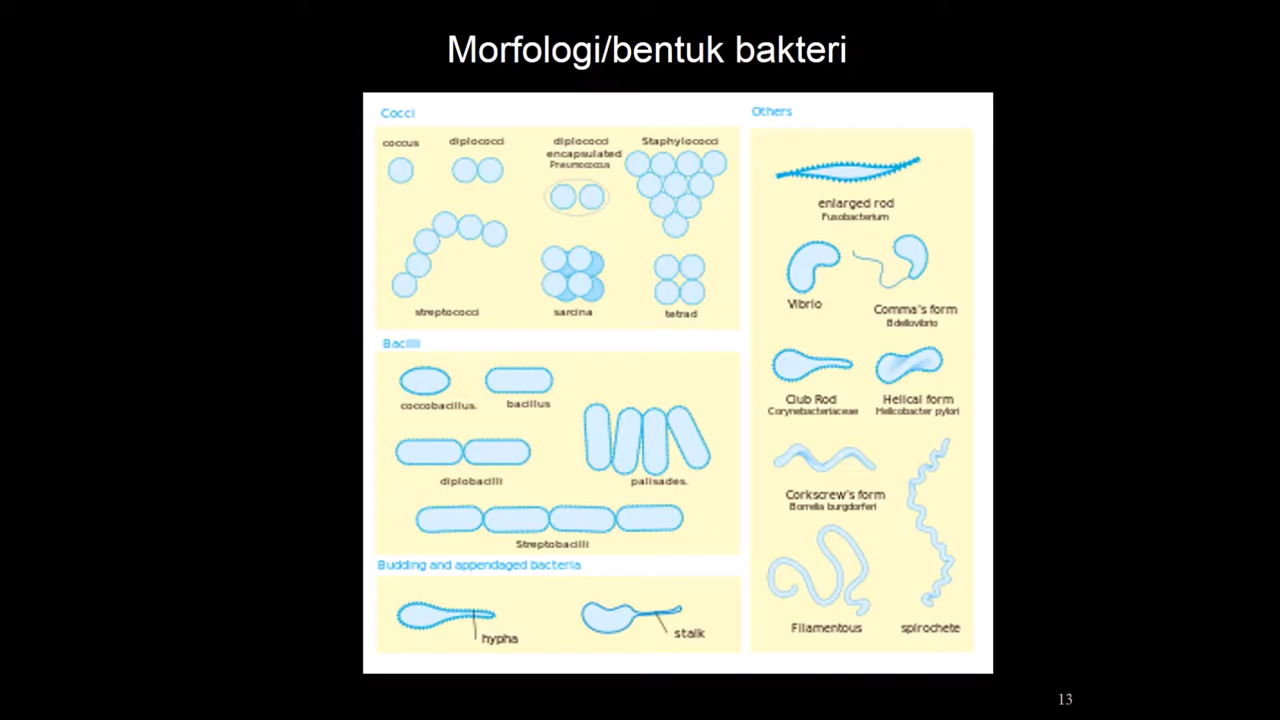 Morfologi/bentuk bakteri
Cocci
coccus
diplococci
diplococci
encapsulated
Pneumococcus
Staphylococci
streptococci
sarcina
tetrad
Bacilli
coccobacillus.
bacillus
diplobacilli
palisades.
Streptobacilli
Budding and appendaged bacteria
hypha
stalk
Others
enlarged rod
Fusobacterium
Vibrio
Comma's form
Bdellovibrio
Club Rod
Corynebacteriaceae
Helical form
Helicobacter pylori
Corkscrew's form
Borrelia burgdorferi
Filamentous
spirochete
13